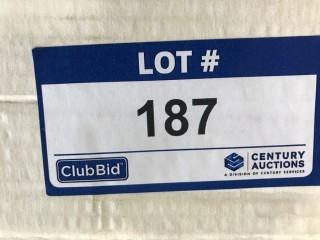 LOT #
187
ClubBid
CENTURY
AUCTIONS
A DIVISION OF CENTURY SERVICES